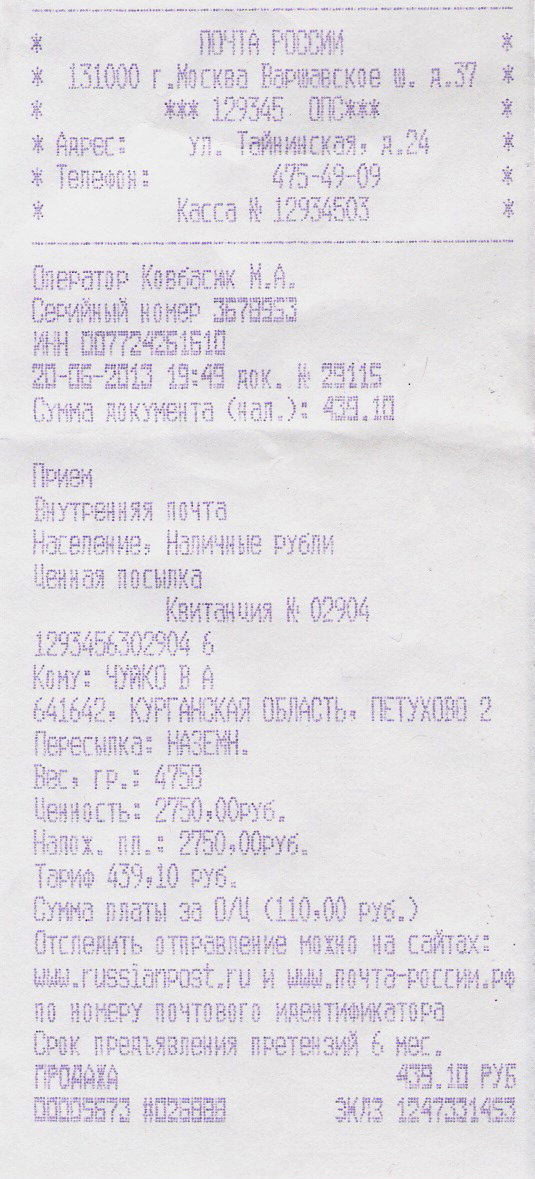 * ПОЧТА РОССИИ *
* 131000 г.Москва Варшавское ш. д.37 *
* *** 129345 ОПС*** *
* Адрес: ул. Тайнинская, д.24 *
* Телефон: 475-49-09 *
* Касса № 12934503 *
Оператор Ковбасюк М.А.
Серийный номер 3678953
ИНН 007724261610
20-06-2013 19:49 док. № 29115
Сумма документа (нал.): 439.10
Прием
Внутренняя почта
Население, Наличные рубли
Ценная посылка
Квитанция № 02904
1293456302904 6
Кому: ЧУЙКО В А
641642, КУРГАНСКАЯ ОБЛАСТЬ, ПЕТУХОВО 2
Пересылка: НАЗЕМН.
Вес, гр.: 4758
Ценность: 2750,00руб.
Налож. пл.: 2750,00руб.
Тариф 439,10 руб.
Сумма платы за О/Ц (110,00 руб.)
Отследить отправление можно на сайтах:
www.russianpost.ru и www.почта-россии.рф
по номеру почтового идентификатора
Срок предъявления претензий 6 мес.
ПРОДАЖА 439.10 РУБ
00005673 #026888 ЭКЛЗ 1247331453